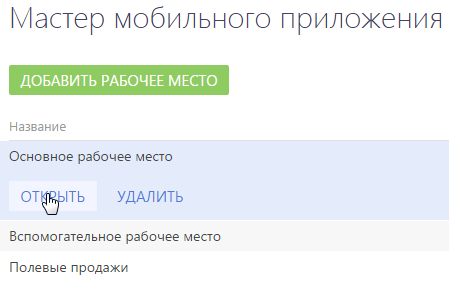 Мастер мобильного приложения
ДОБАВИТЬ РАБОЧЕЕ МЕСТО
Название
Основное рабочее место
ОТКРЫТЬ УДАЛИТЬ
Вспомогательное рабочее место
Полевые продажи